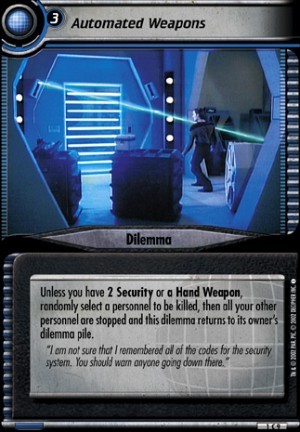 3
Automated Weapons
Dilemma
Unless you have 2 Security or a Hand Weapon,
randomly select a personnel to be killed, then all your other
personnel are stopped and this dilemma returns to its owner's
dilemma pile.
"I am not sure that I remembered all of the codes for the security
system. You should warn anyone going down there."
1 C 9